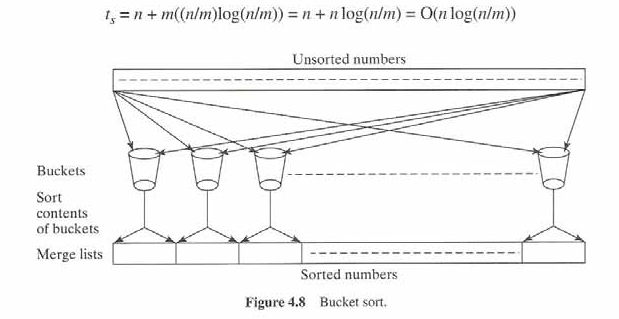 t_s = n + m((n/m)log(n/m)) = n + n log(n/m) = O(n log(n/m))
Unsorted numbers
Buckets
Sort
contents
of buckets
Merge lists
Sorted numbers
Figure 4.8 Bucket sort.